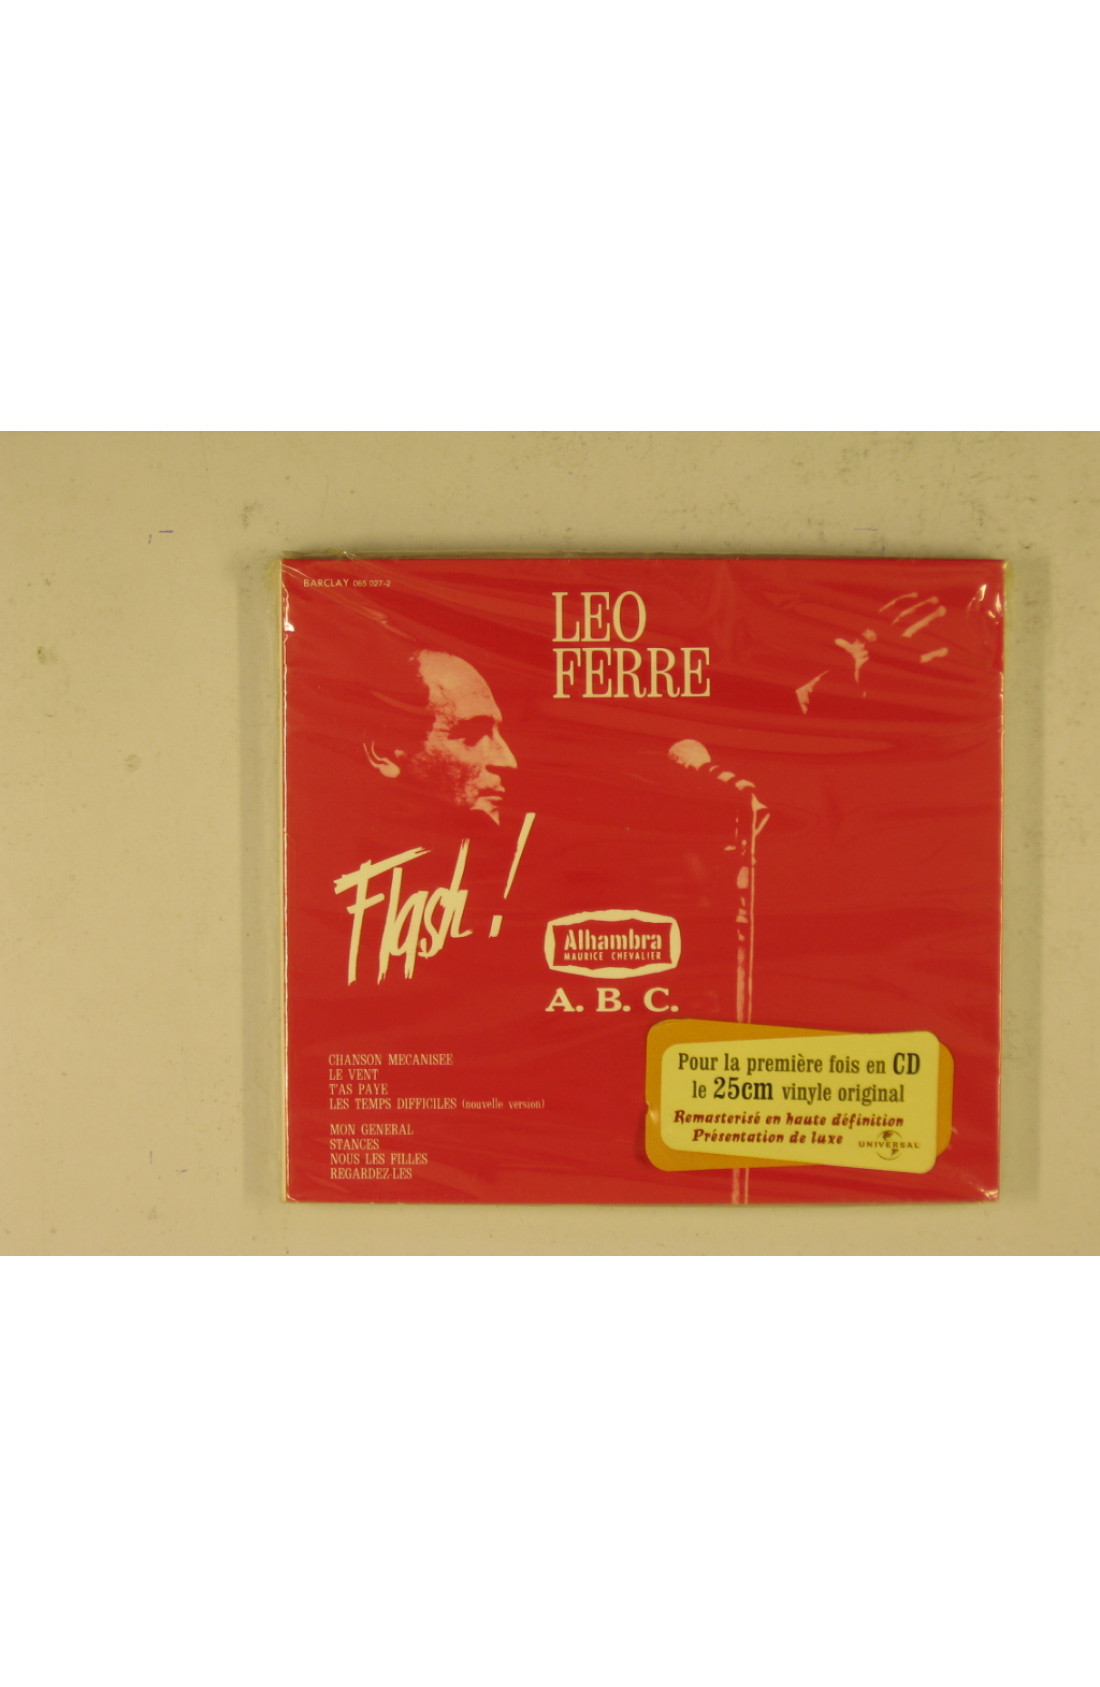 BARCLAY 065 027-2
LEO
FERRE
Flash!
Alhambra
MAURICE CHEVALIER
A. B. C.
CHANSON MECANISEE
LE VENT
T'AS PAYE
LES TEMPS DIFFICILES (nouvelle version)
MON GENERAL
STANCES
NOUS LES FILLES
REGARDEZ-LES
Pour la première fois en CD
le 25cm vinyle original
Remasterisé en haute définition
Présentation de luxe
UNIVERSAL